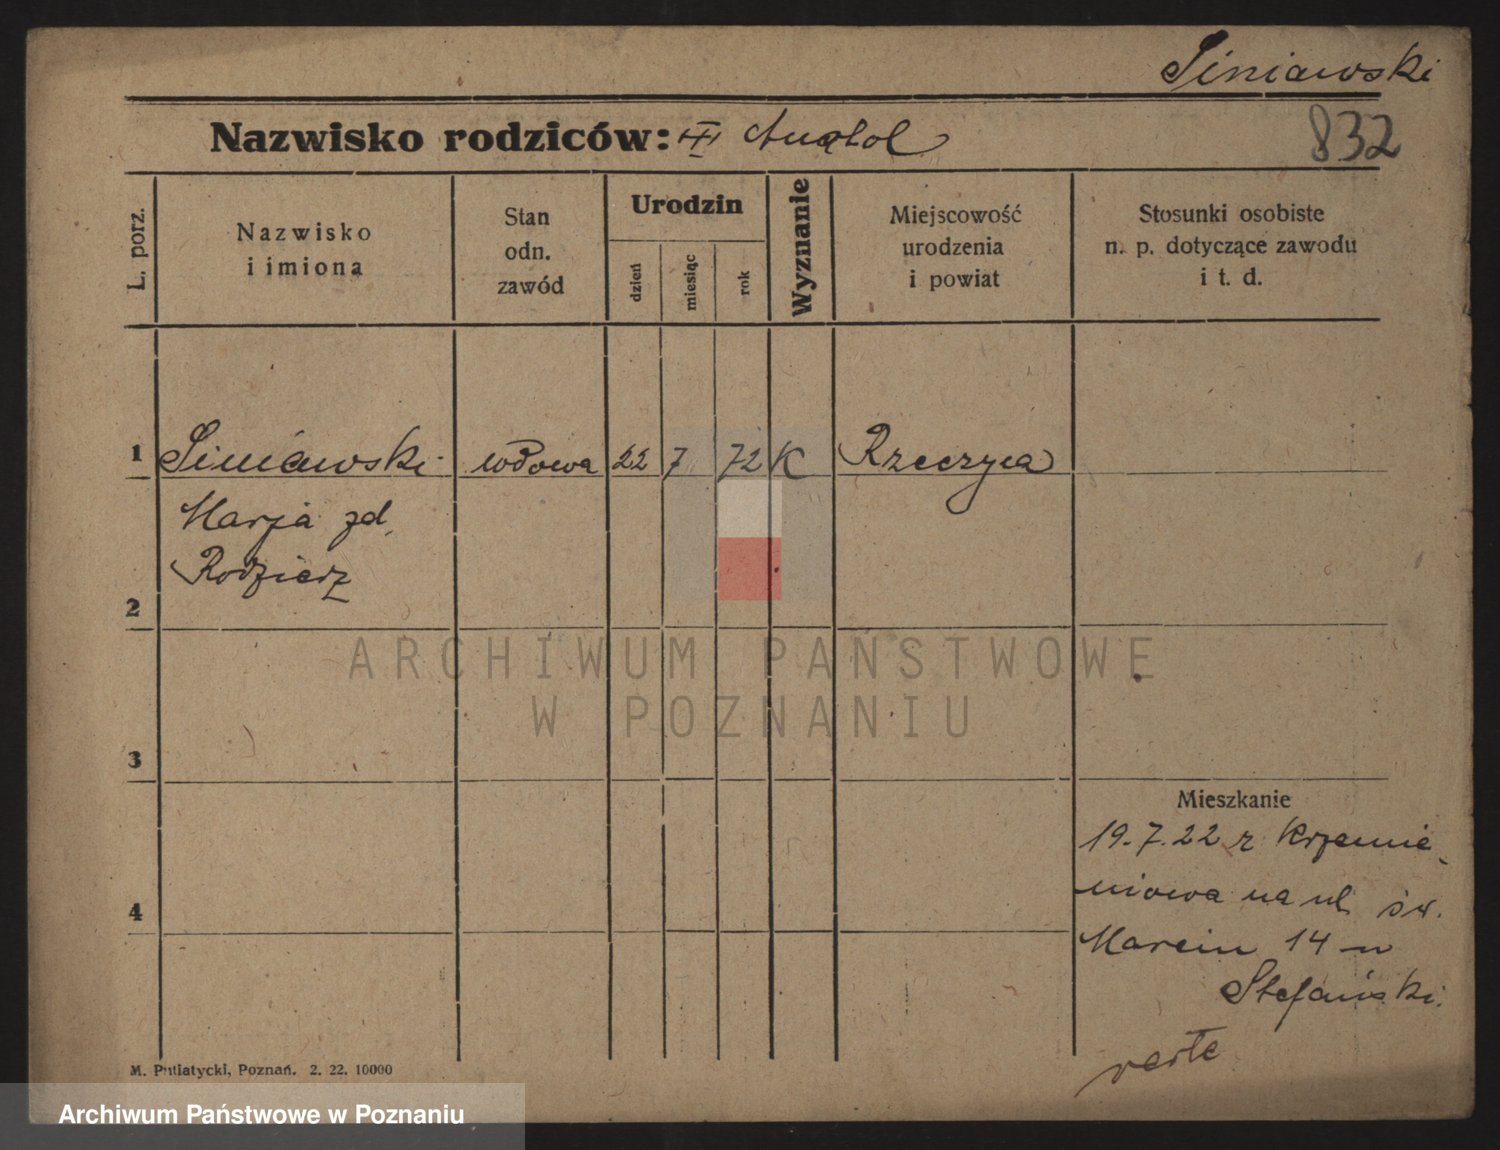 Siniawski
Nazwisko rodziców: III Anatol
832
L. porz.
Nazwisko
i imiona
Stan
odn.
zawód
Urodzin
dzień
miesiąc
rok
Wyznanie
Miejscowość
urodzenia
i powiat
Stosunki osobiste
n. p. dotyczące zawodu
i t. d.
1 Siniawski wdowa 22 7 72 K Rzeczyca
Marja zd.
2
3
4
Mieszkanie
19.7.22 z Krzemie-
niowa na ul. św.
Marcin 14 u
Stefański
M. Putiatycki, Poznań. 2. 22. 10000
ARCHIWUM PAŃSTWOWE
W POZNANIU
Archiwum Państwowe w Poznaniu